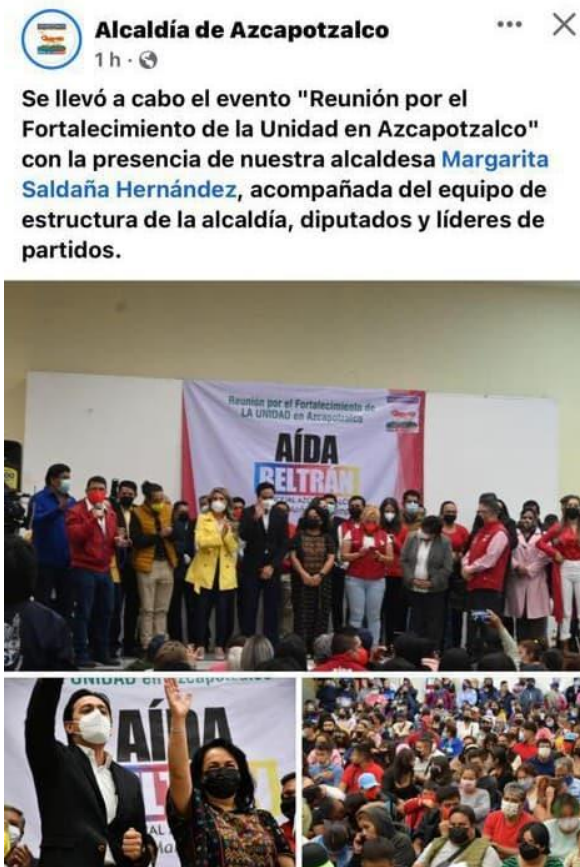 Alcaldía de Azcapotzalco
1 h ·
Se llevó a cabo el evento "Reunión por el
Fortalecimiento de la Unidad en Azcapotzalco"
con la presencia de nuestra alcaldesa Margarita
Saldaña Hernández, acompañada del equipo de
estructura de la alcaldía, diputados y líderes de
partidos.
Reunión por el Fortalecimiento de
LA UNIDAD en Azcapotzalco
AÍDA
BELTRÁN
UNIDAD en Azcapotzalco
AÍDA